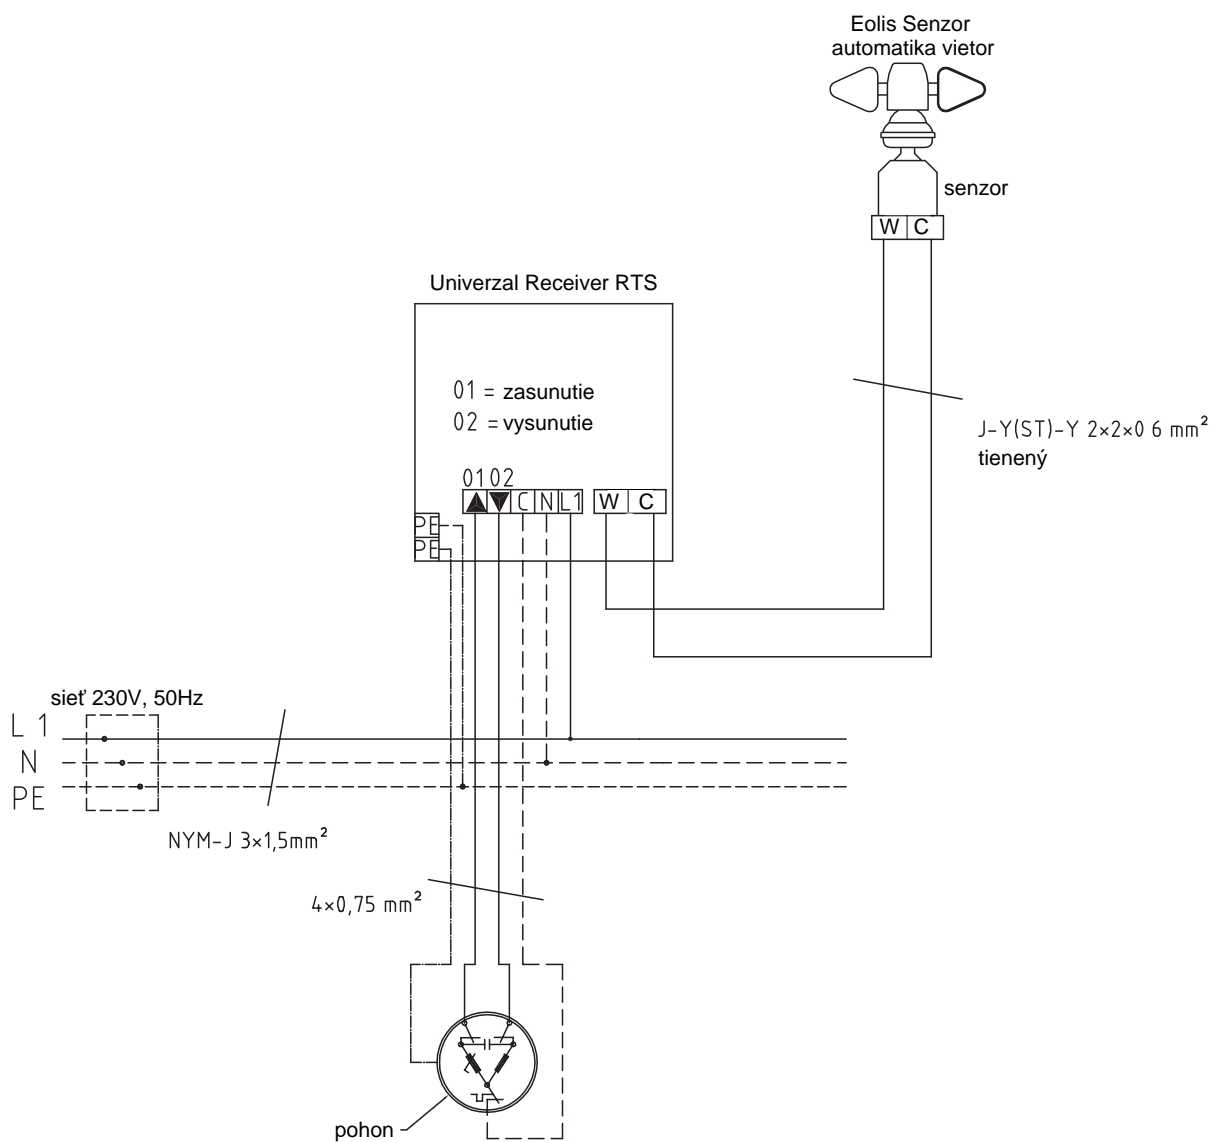 Eolis Senzor
automatika vietor
senzor
W C
Univerzal Receiver RTS
01 = zasunutie
02 = vysunutie
J-Y(ST)-Y 2×2×0 6 mm²
tienený
01 02
C N L1 W C
PE
PE
sieť 230V, 50Hz
L 1
N
PE
NYM-J 3×1,5mm²
4×0,75 mm²
pohon